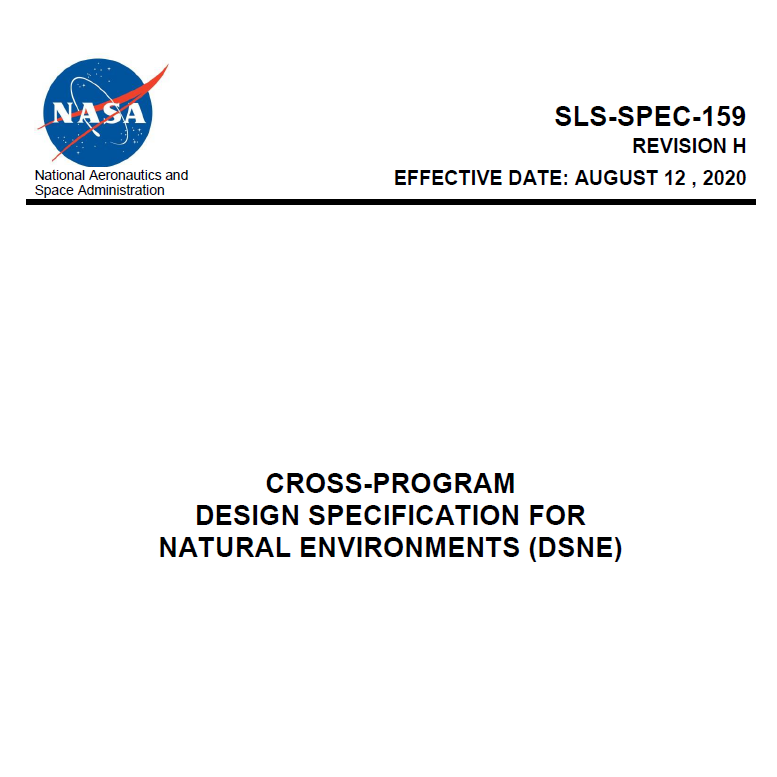 NASA
National Aeronautics and
Space Administration
SLS-SPEC-159
REVISION H
EFFECTIVE DATE: AUGUST 12 , 2020
CROSS-PROGRAM
DESIGN SPECIFICATION FOR
NATURAL ENVIRONMENTS (DSNE)